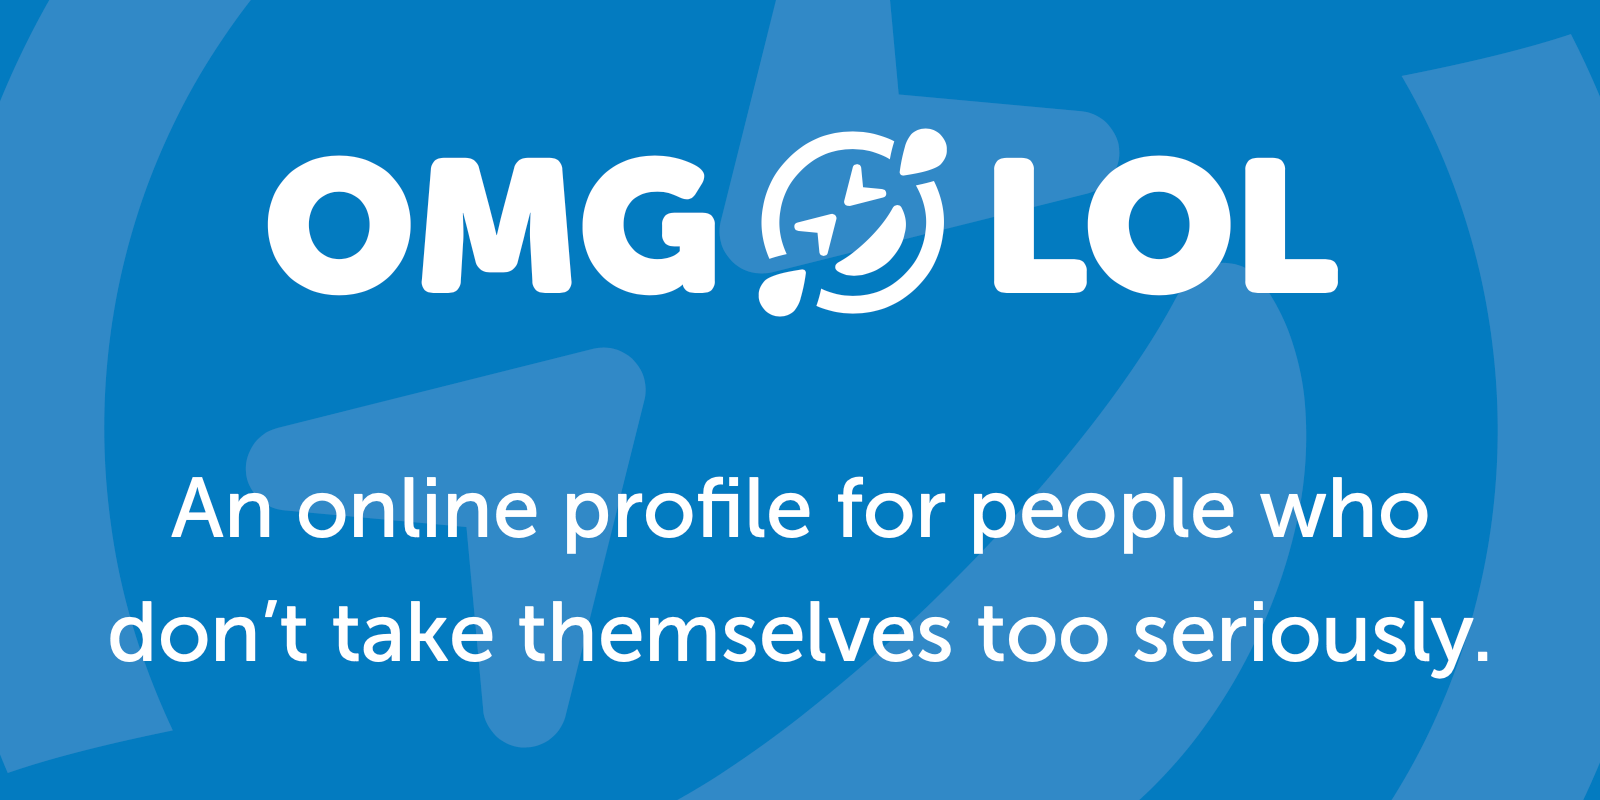 OMG LOL
An online profile for people who
don’t take themselves too seriously.